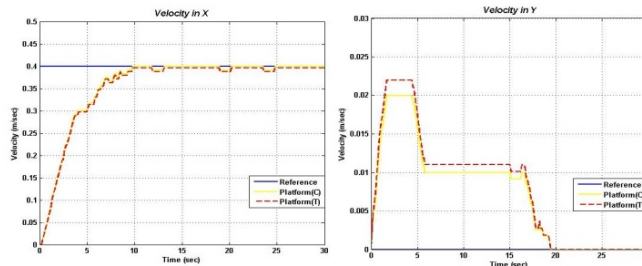 Velocity in X
Velocity (m/sec)
0.5
0.45
0.4
0.35
0.3
0.25
0.2
0.15
0.1
0.05
0
0 5 10 15 20 25 30
Time (sec)
Reference
Platform(C)
Platform(T)
Velocity in Y
Velocity (m/sec)
0.03
0.025
0.02
0.015
0.01
0.005
0
0 5 10 15 20 25
Time (sec)
Reference
Platform(C)
Platform(T)